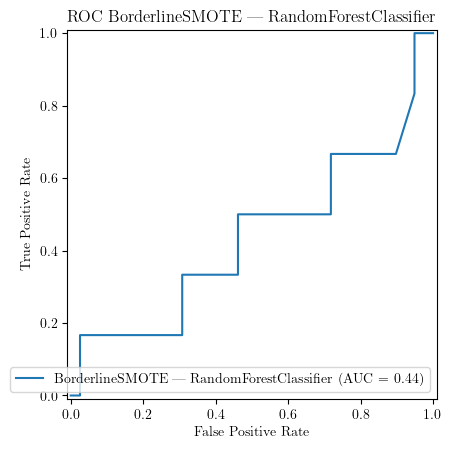 ROC BorderlineSMOTE — RandomForestClassifier
1.0
0.8
0.6
0.4
0.2
0.0
True Positive Rate
BorderlineSMOTE — RandomForestClassifier (AUC = 0.44)
0.0 0.2 0.4 0.6 0.8 1.0
False Positive Rate